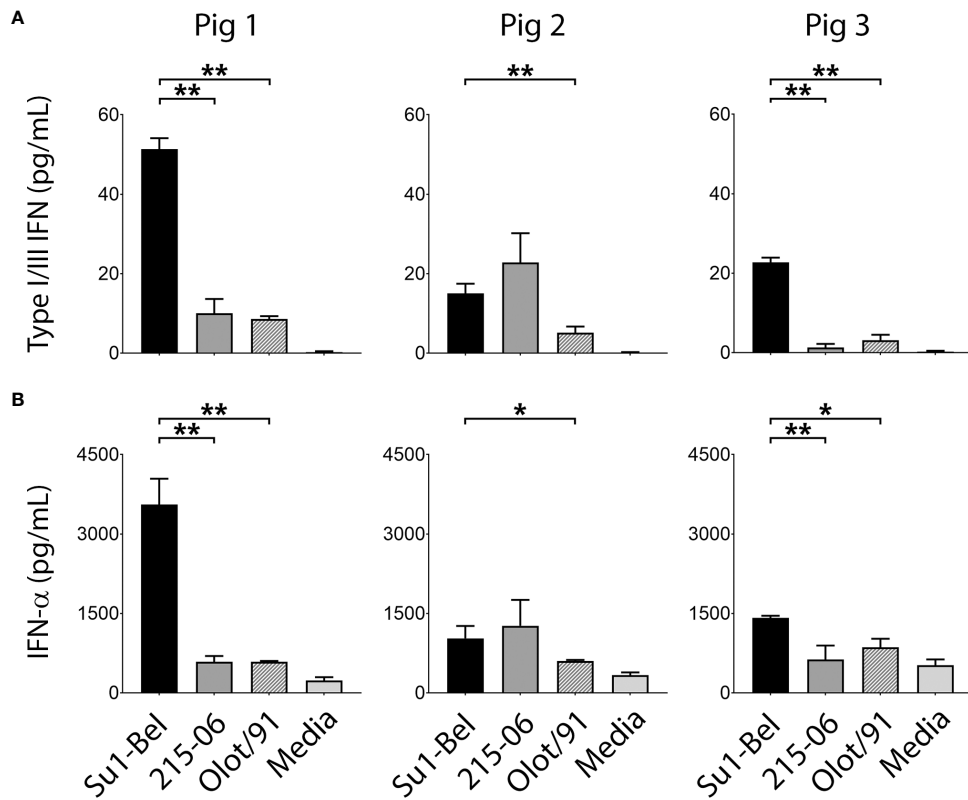 A
Pig 1
Pig 2
Pig 3
Type I/III IFN (pg/mL)
**
**
60
40
20
0
**
60
40
20
0
**
**
60
40
20
0
B
IFN-α (pg/mL)
**
**
4500
3000
1500
0
*
4500
3000
1500
0
*
**
4500
3000
1500
0
Su1-Bel
215-06
Olot/91
Media
Su1-Bel
215-06
Olot/91
Media
Su1-Bel
215-06
Olot/91
Media